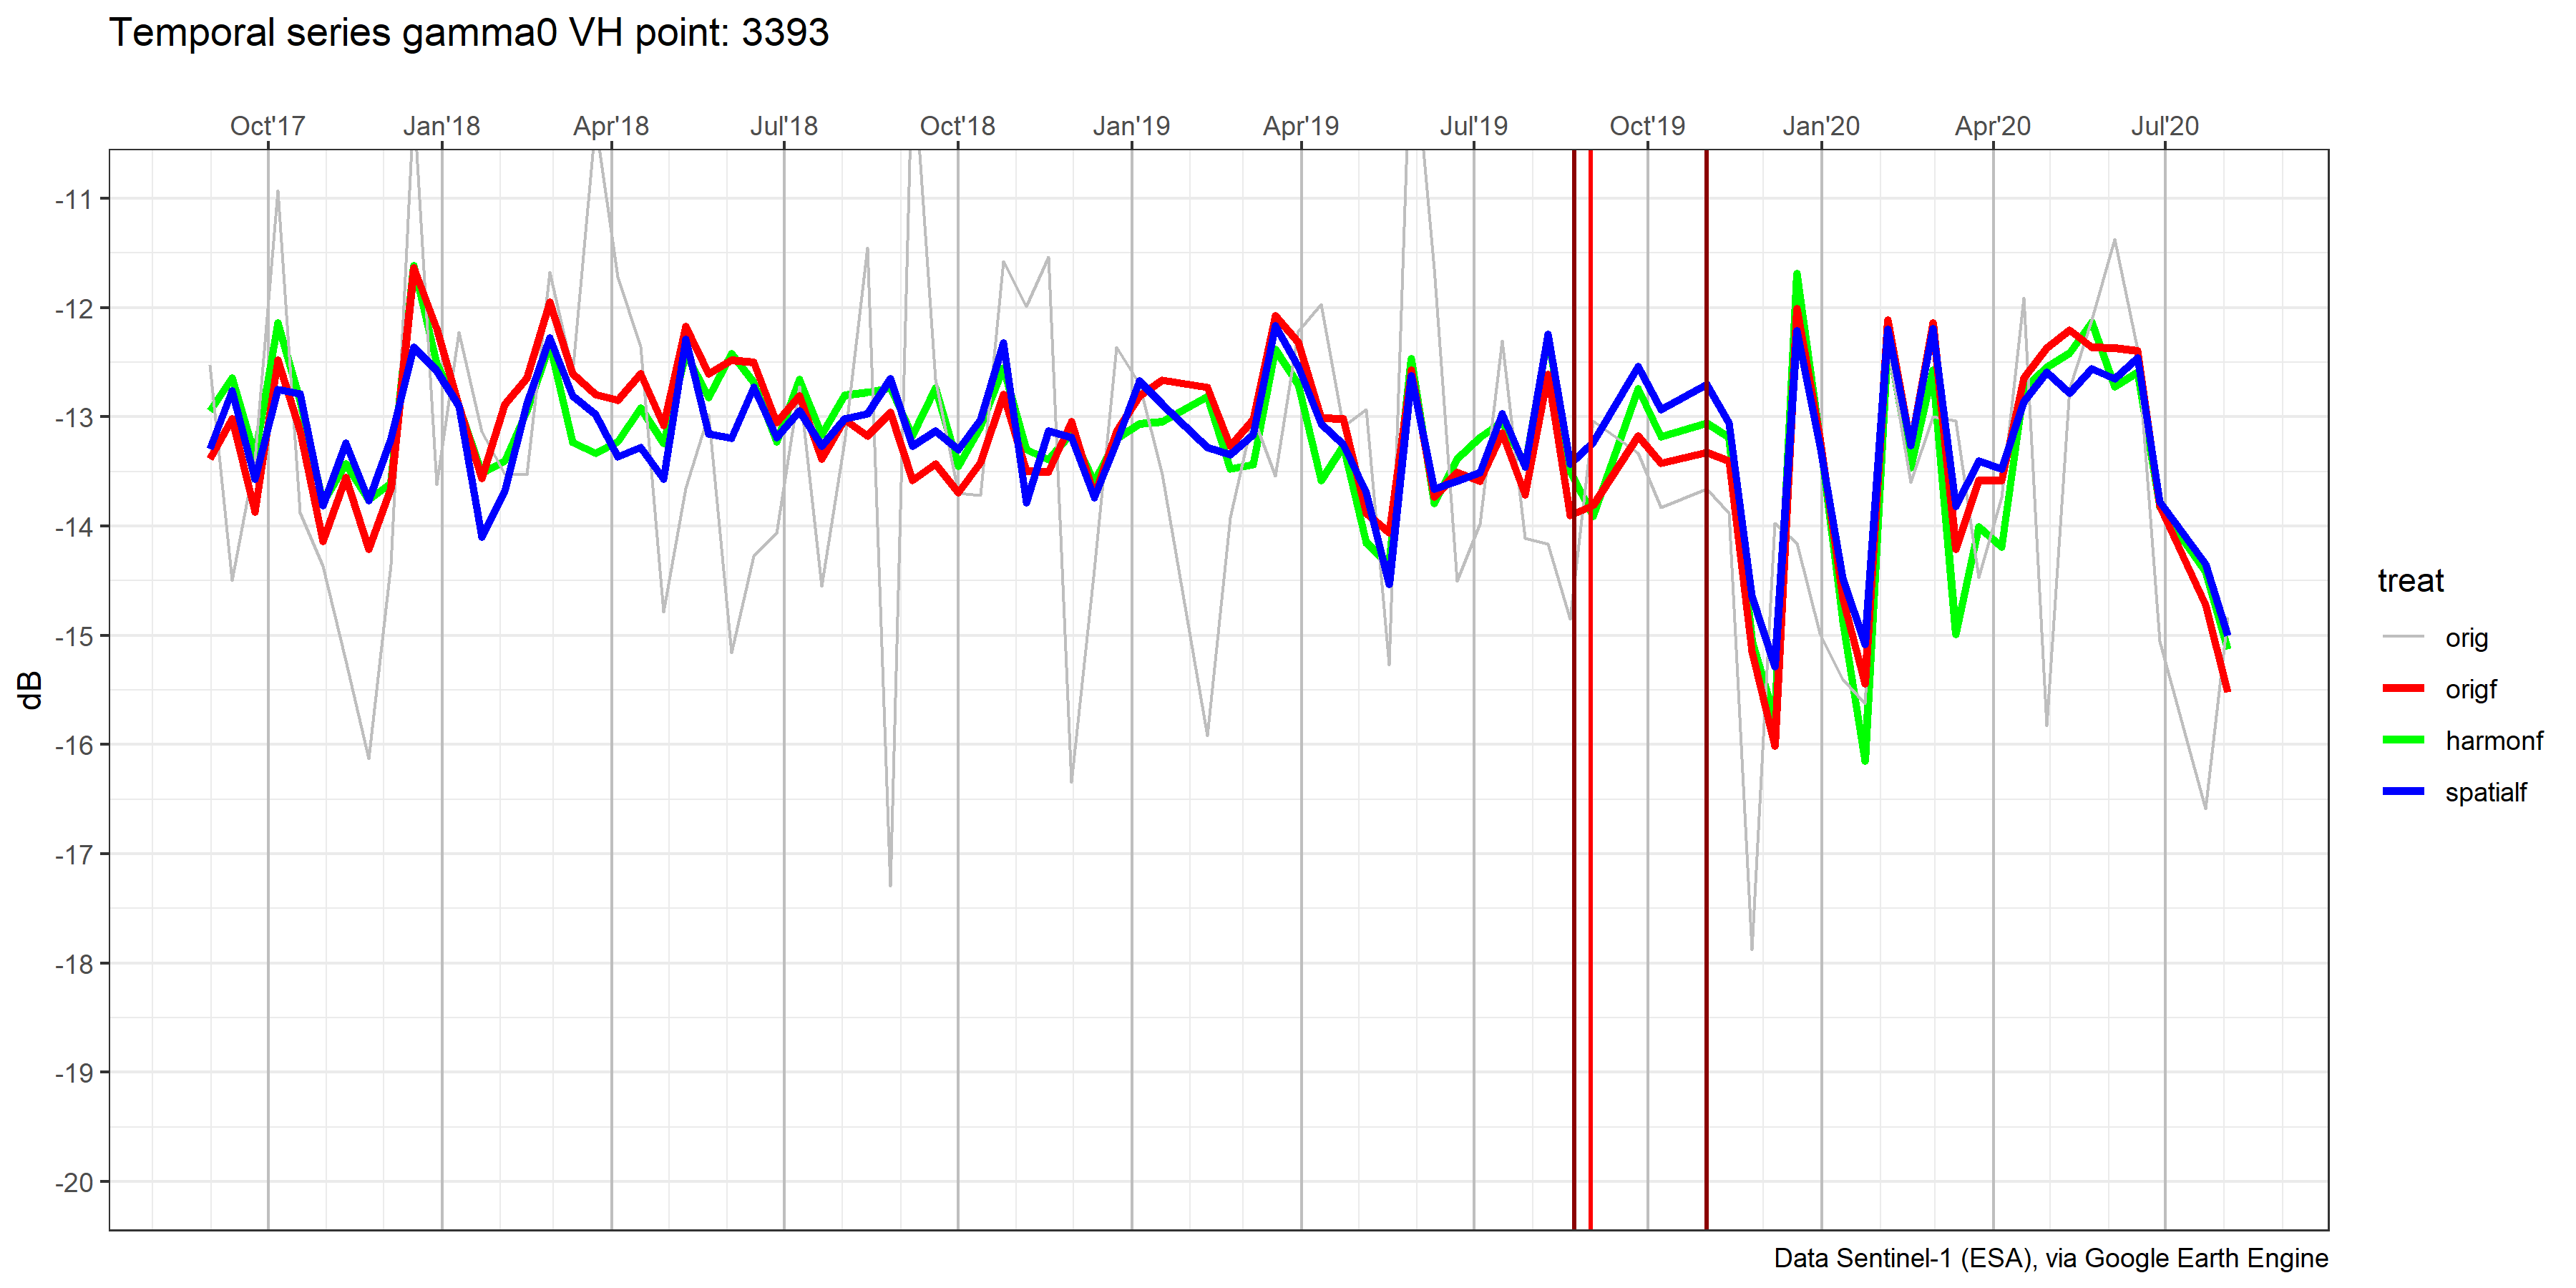 Temporal series gamma0 VH point: 3393
Oct'17 Jan'18 Apr'18 Jul'18 Oct'18 Jan'19 Apr'19 Jul'19 Oct'19 Jan'20 Apr'20 Jul'20
-11
-12
-13
-14
-15
-16
-17
-18
-19
-20
dB
treat
orig
origf
harmonf
spatialf
Data Sentinel-1 (ESA), via Google Earth Engine